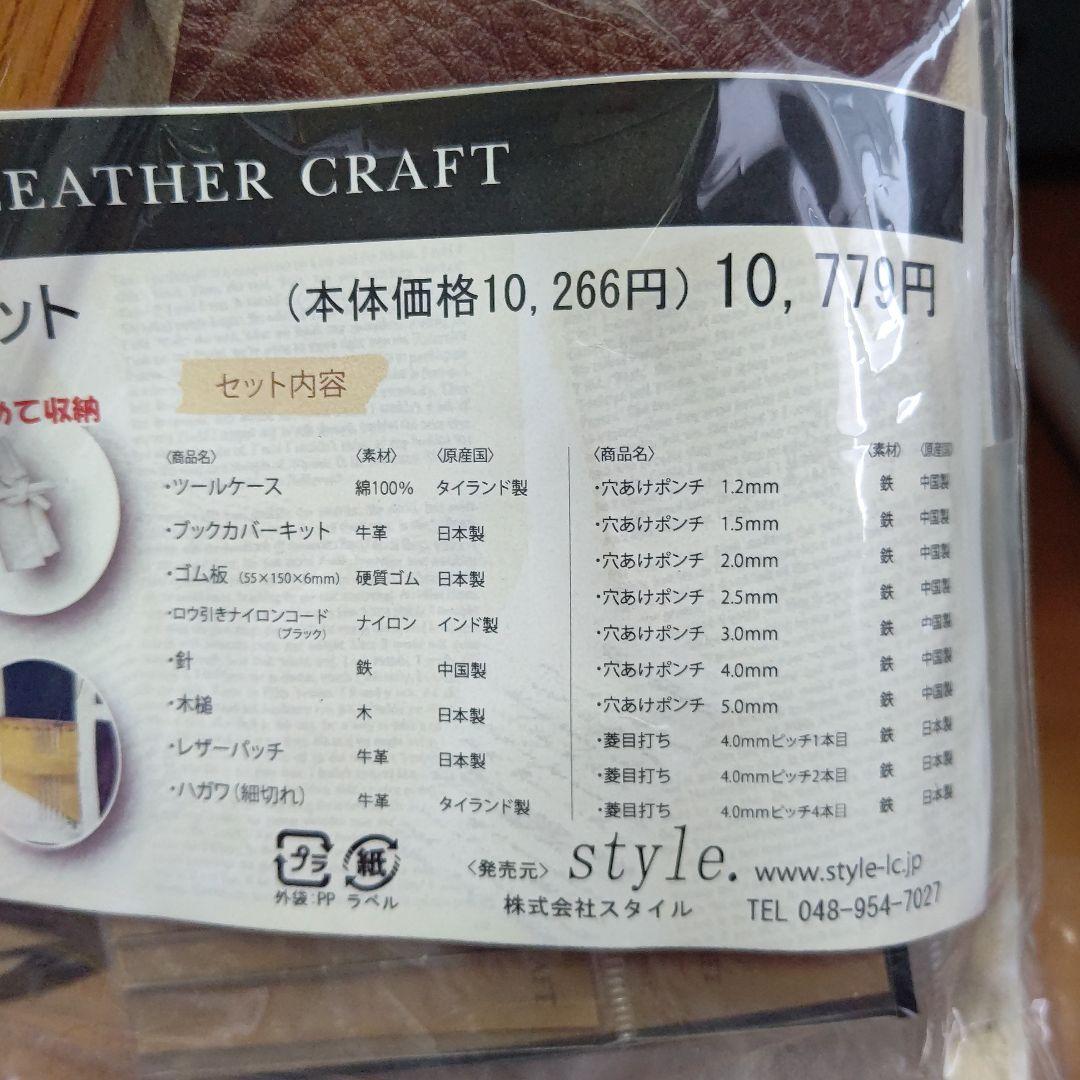 LEATHER CRAFT
ット
(本体価格10,266円) 10,779円
めて収納
セット内容
〈商品名〉 〈素材〉 〈原産国〉
・ツールケース 綿100% タイランド製
・ブックカバーキット 牛革 日本製
・ゴム板 (55×150×6mm) 硬質ゴム 日本製
・ロウ引きナイロンコード ナイロン インド製
(ブラック)
・針 鉄 中国製
・木槌 木 日本製
・レザーパッチ 牛革 日本製
・ハガワ(細切れ) 牛革 タイランド製
〈商品名〉 〈素材〉 〈原産国〉
・穴あけポンチ 1.2mm 鉄 中国製
・穴あけポンチ 1.5mm 鉄 中国製
・穴あけポンチ 2.0mm 鉄 中国製
・穴あけポンチ 2.5mm 鉄 中国製
・穴あけポンチ 3.0mm 鉄 中国製
・穴あけポンチ 4.0mm 鉄 中国製
・穴あけポンチ 5.0mm 鉄 中国製
・菱目打ち 4.0mmピッチ1本目 鉄 日本製
・菱目打ち 4.0mmピッチ2本目 鉄 日本製
・菱目打ち 4.0mmピッチ4本目 鉄 日本製
プラ 紙
外袋:PP ラベル
〈発売元〉 style. www.style-lc.jp
株式会社スタイル TEL 048-954-7027